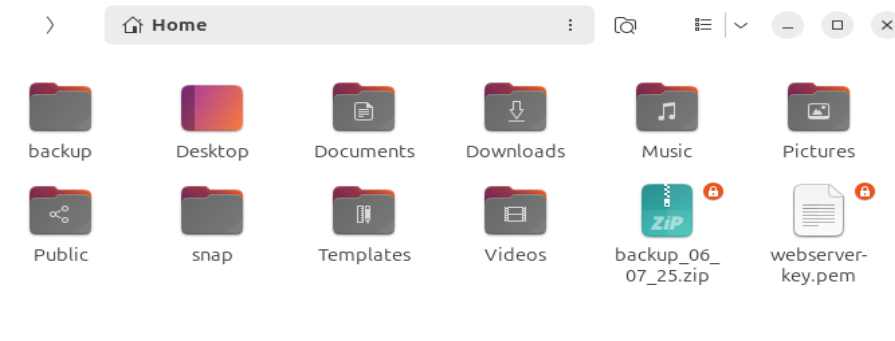 Home
backup
Desktop
Documents
Downloads
Music
Pictures
Public
snap
Templates
Videos
ZiP
backup_06_
07_25.zip
webserver-
key.pem